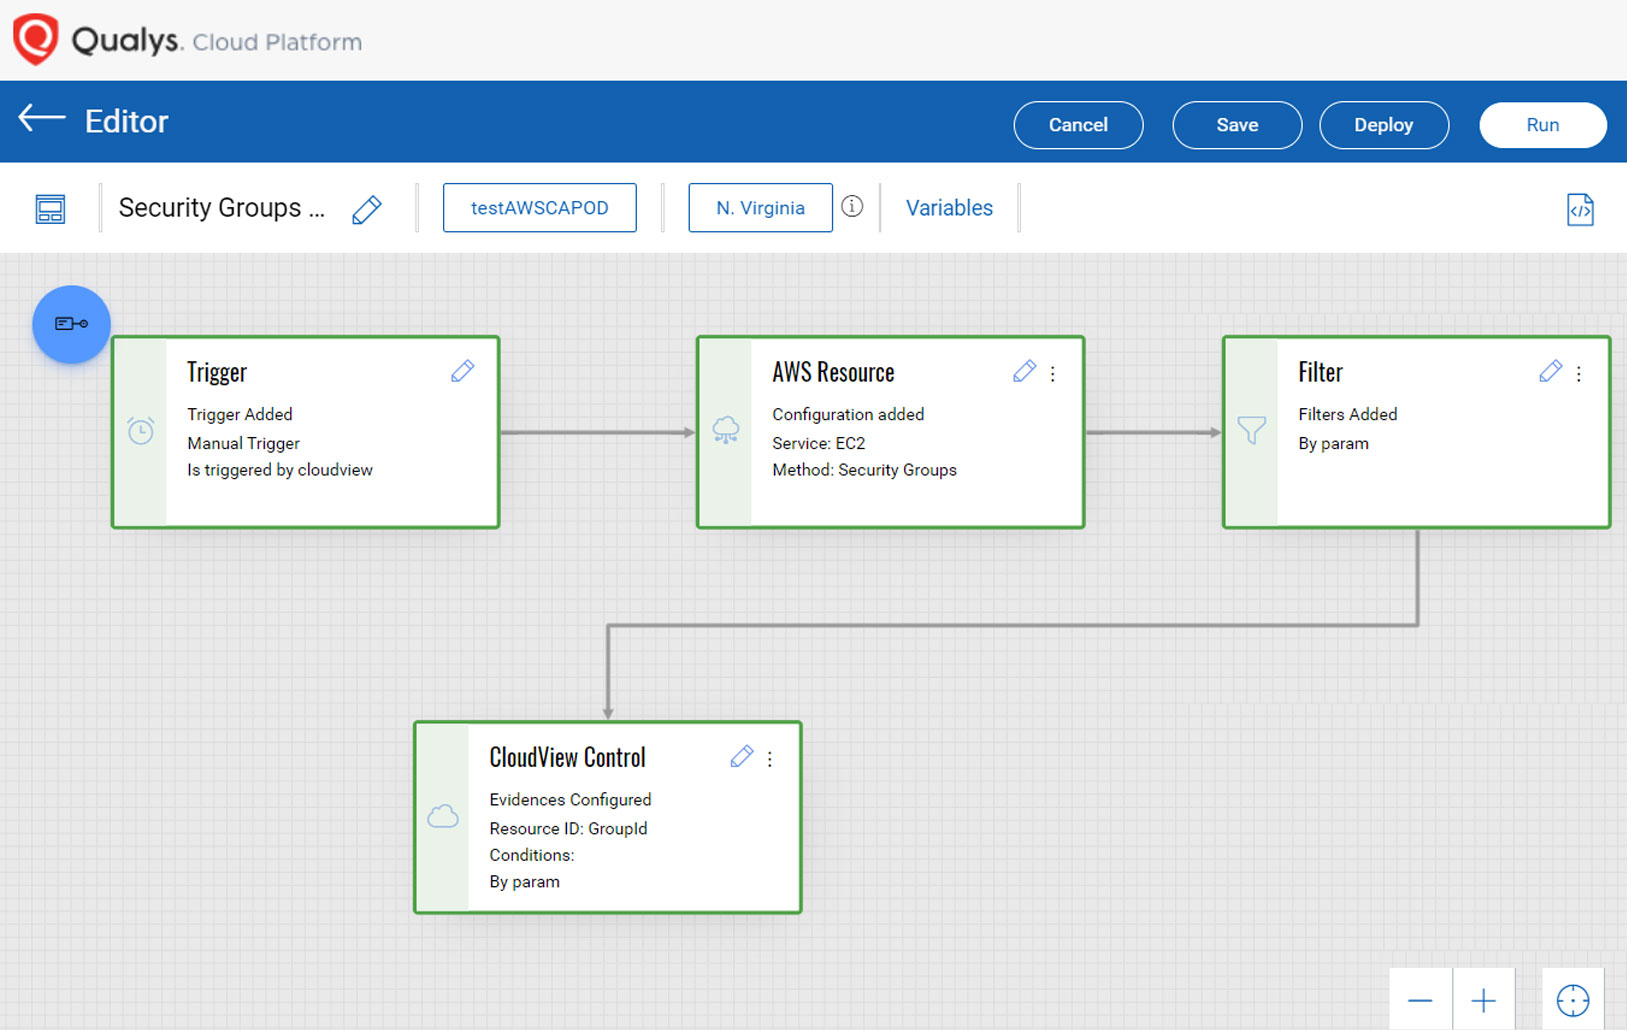 Qualys. Cloud Platform
Editor
Cancel
Save
Deploy
Run
Security Groups ...
testAWSCAPOD
N. Virginia
Variables
Trigger
Trigger Added
Manual Trigger
Is triggered by cloudview
AWS Resource
Configuration added
Service: EC2
Method: Security Groups
Filter
Filters Added
By param
CloudView Control
Evidences Configured
Resource ID: GroupId
Conditions:
By param